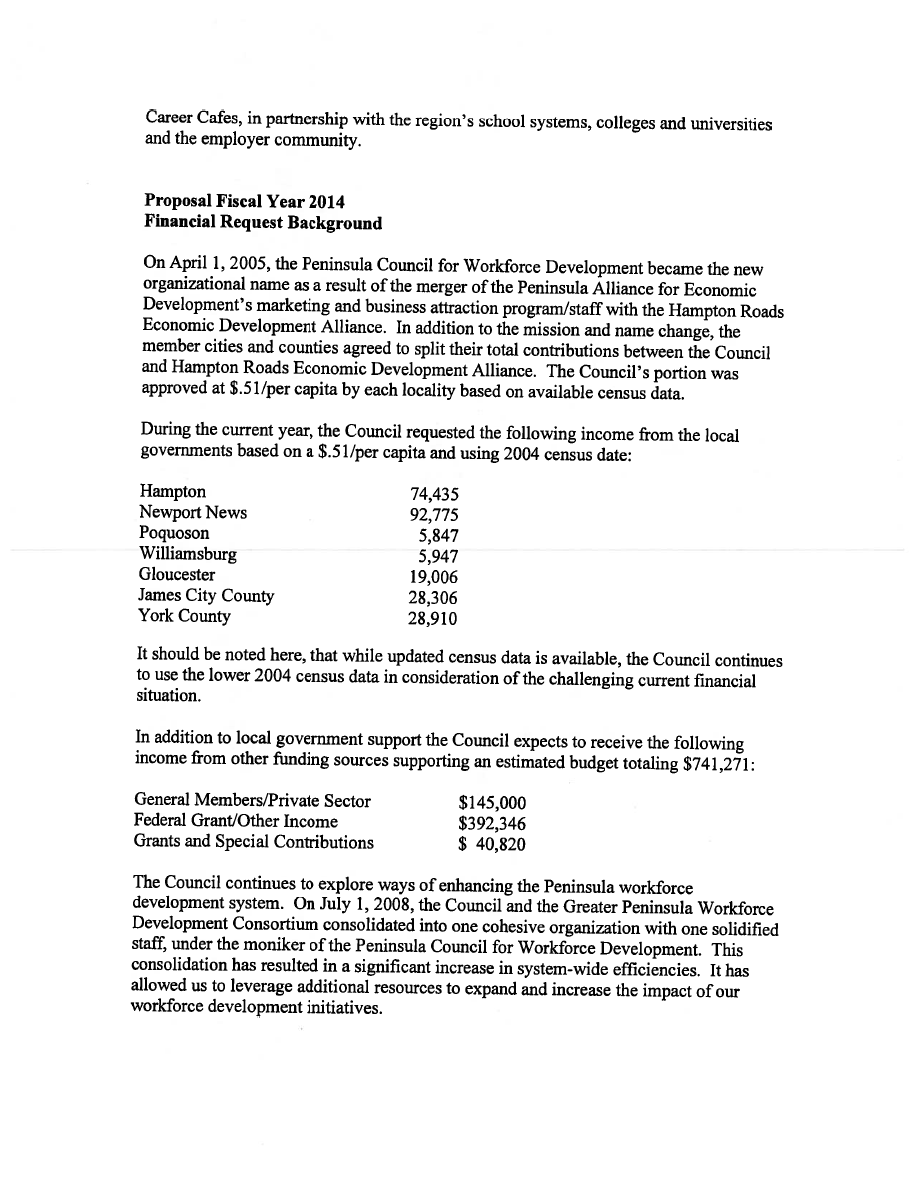 Career Cafes, in partnership with the region's school systems, colleges and universities
and the employer community.
Proposal Fiscal Year 2014
Financial Request Background
On April 1, 2005, the Peninsula Council for Workforce Development became the new
organizational name as a result of the merger of the Peninsula Alliance for Economic
Development's marketing and business attraction program/staff with the Hampton Roads
Economic Development Alliance. In addition to the mission and name change, the
member cities and counties agreed to split their total contributions between the Council
and Hampton Roads Economic Development Alliance. The Council's portion was
approved at $.51/per capita by each locality based on available census data.
During the current year, the Council requested the following income from the local
governments based on a $.51/per capita and using 2004 census date:
Hampton 74,435
Newport News 92,775
Poquoson 5,847
Williamsburg 5,947
Gloucester 19,006
James City County 28,306
York County 28,910
It should be noted here, that while updated census data is available, the Council continues
to use the lower 2004 census data in consideration of the challenging current financial
situation.
In addition to local government support the Council expects to receive the following
income from other funding sources supporting an estimated budget totaling $741,271:
General Members/Private Sector $145,000
Federal Grant/Other Income $392,346
Grants and Special Contributions $ 40,820
The Council continues to explore ways of enhancing the Peninsula workforce
development system. On July 1, 2008, the Council and the Greater Peninsula Workforce
Development Consortium consolidated into one cohesive organization with one solidified
staff, under the moniker of the Peninsula Council for Workforce Development. This
consolidation has resulted in a significant increase in system-wide efficiencies. It has
allowed us to leverage additional resources to expand and increase the impact of our
workforce development initiatives.